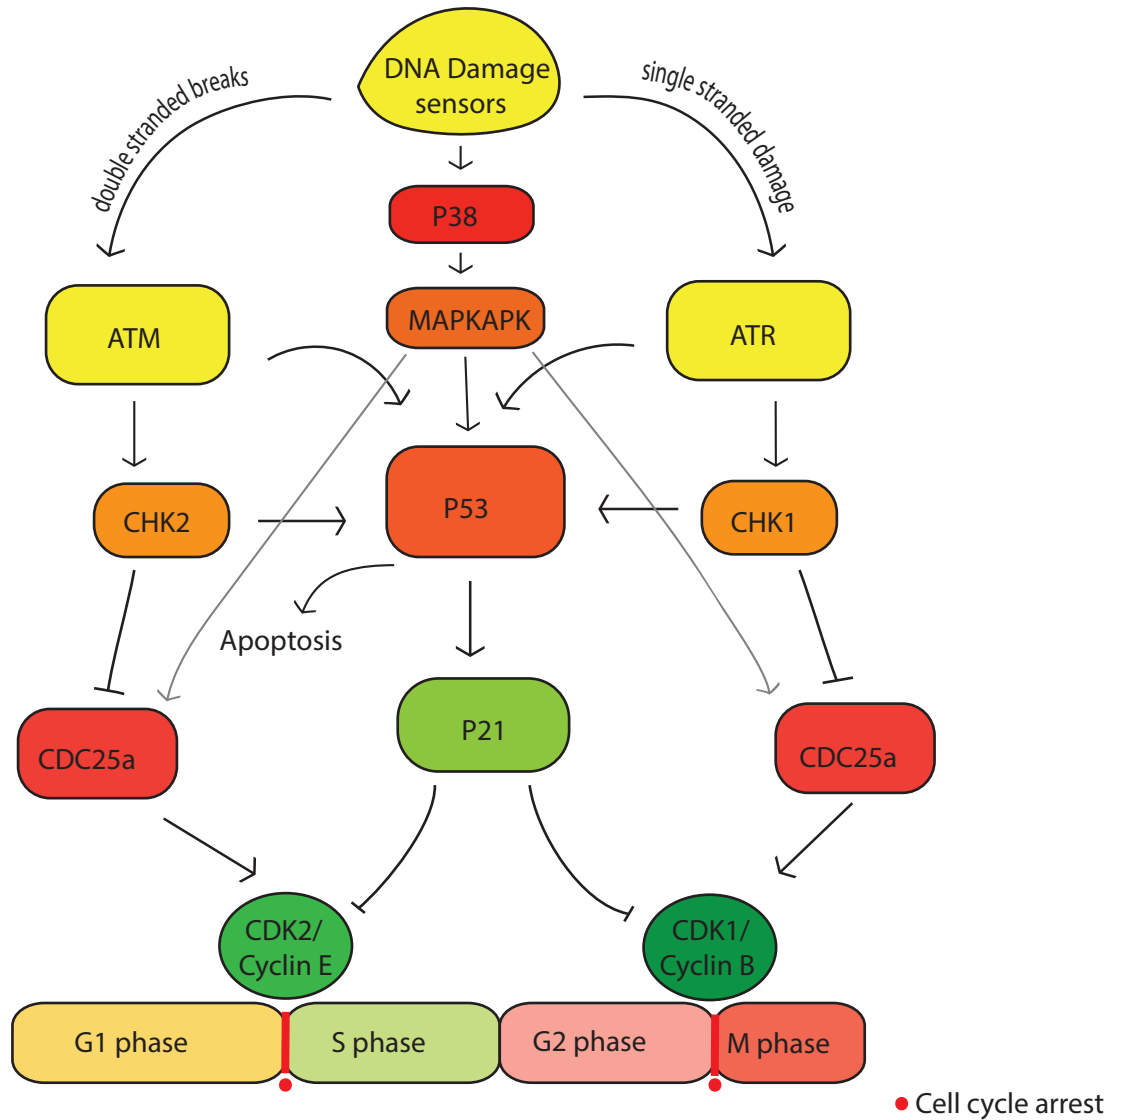 DNA Damage
sensors
double stranded breaks
single stranded damage
P38
MAPKAPK
ATM
ATR
CHK2
P53
CHK1
Apoptosis
P21
CDC25a
CDC25a
CDK2/
Cyclin E
CDK1/
Cyclin B
G1 phase
S phase
G2 phase
M phase
Cell cycle arrest